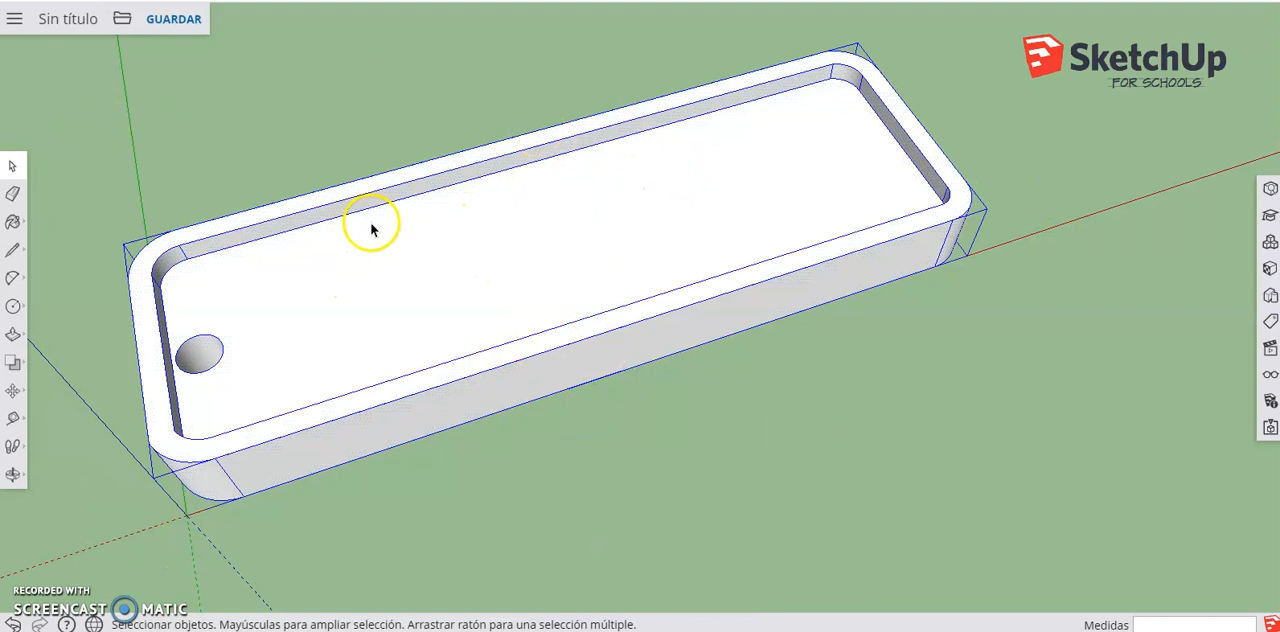 Sin título GUARDAR
SketchUp
FOR SCHOOLS
RECORDED WITH
SCREENCAST MATIC
Seleccionar objetos. Mayúsculas para ampliar selección. Arrastrar ratón para una selección múltiple. Medidas